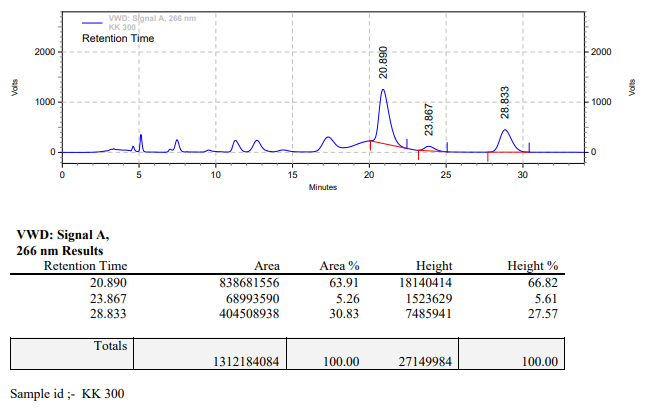 VWD: Signal A, 266 nm
KK 300
Retention Time
20.890
23.867
28.833
2000
1000
0
2000
1000
0
Volts
Volts
0 5 10 15 20 25 30
Minutes
VWD: Signal A,
266 nm Results
Retention Time Area Area % Height Height %
20.890 838681556 63.91 18140414 66.82
23.867 68993590 5.26 1523629 5.61
28.833 404508938 30.83 7485941 27.57
Totals
1312184084 100.00 27149984 100.00
Sample id ;- KK 300